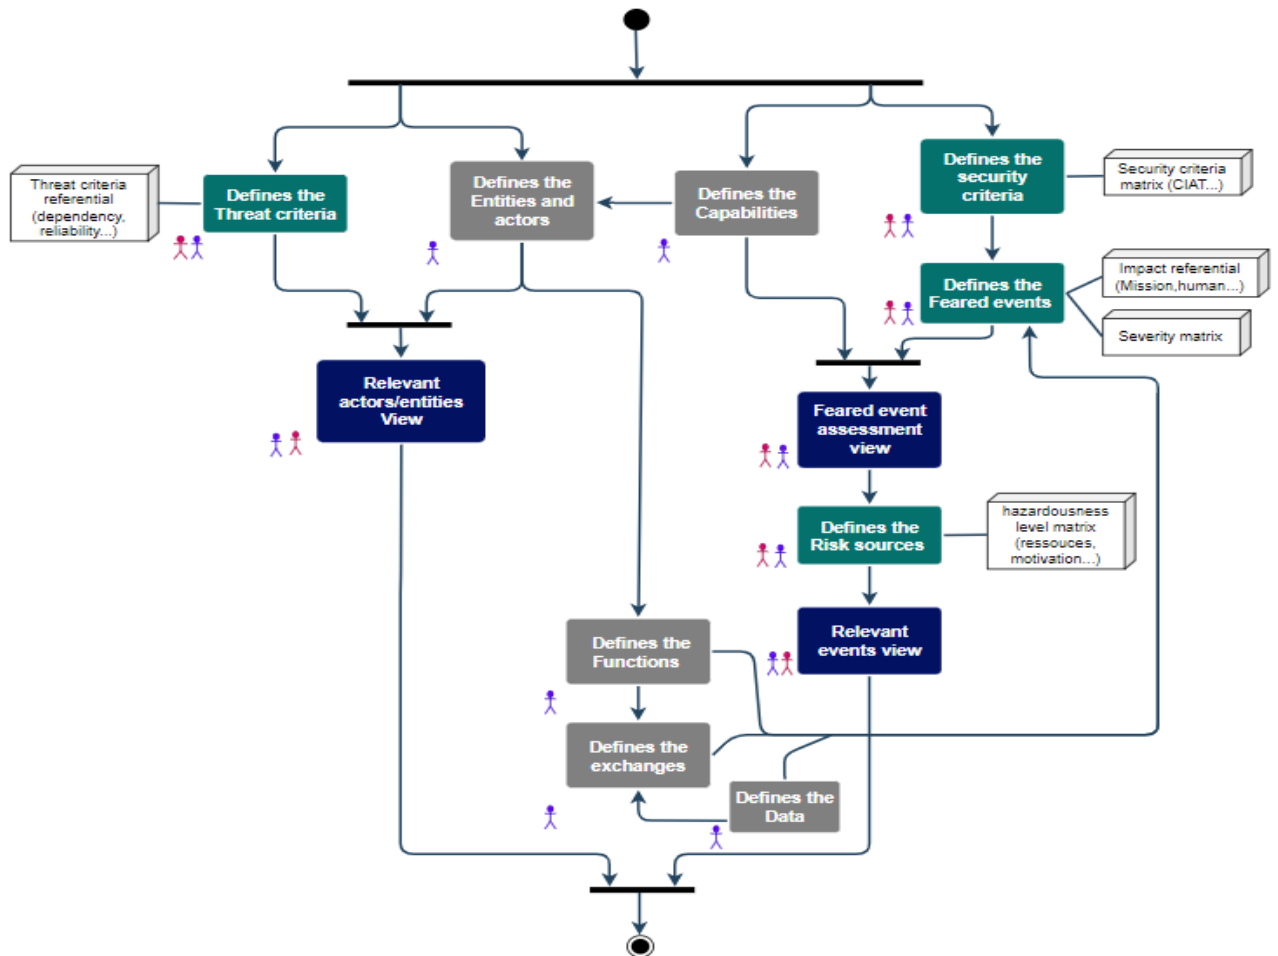 Defines the
security
criteria
Security criteria
matrix (CIAT...)
Threat criteria
referential
(dependency,
reliability...)
Defines the
Threat criteria
Defines the
Entities and
actors
Defines the
Capabilities
Defines the
Feared events
Impact referential
(Mission,human...)
Severity matrix
Relevant
actors/entities
View
Feared event
assessment
view
Defines the
Risk sources
hazardousness
level matrix
(ressouces,
motivation...)
Defines the
Functions
Relevant
events view
Defines the
exchanges
Defines the
Data